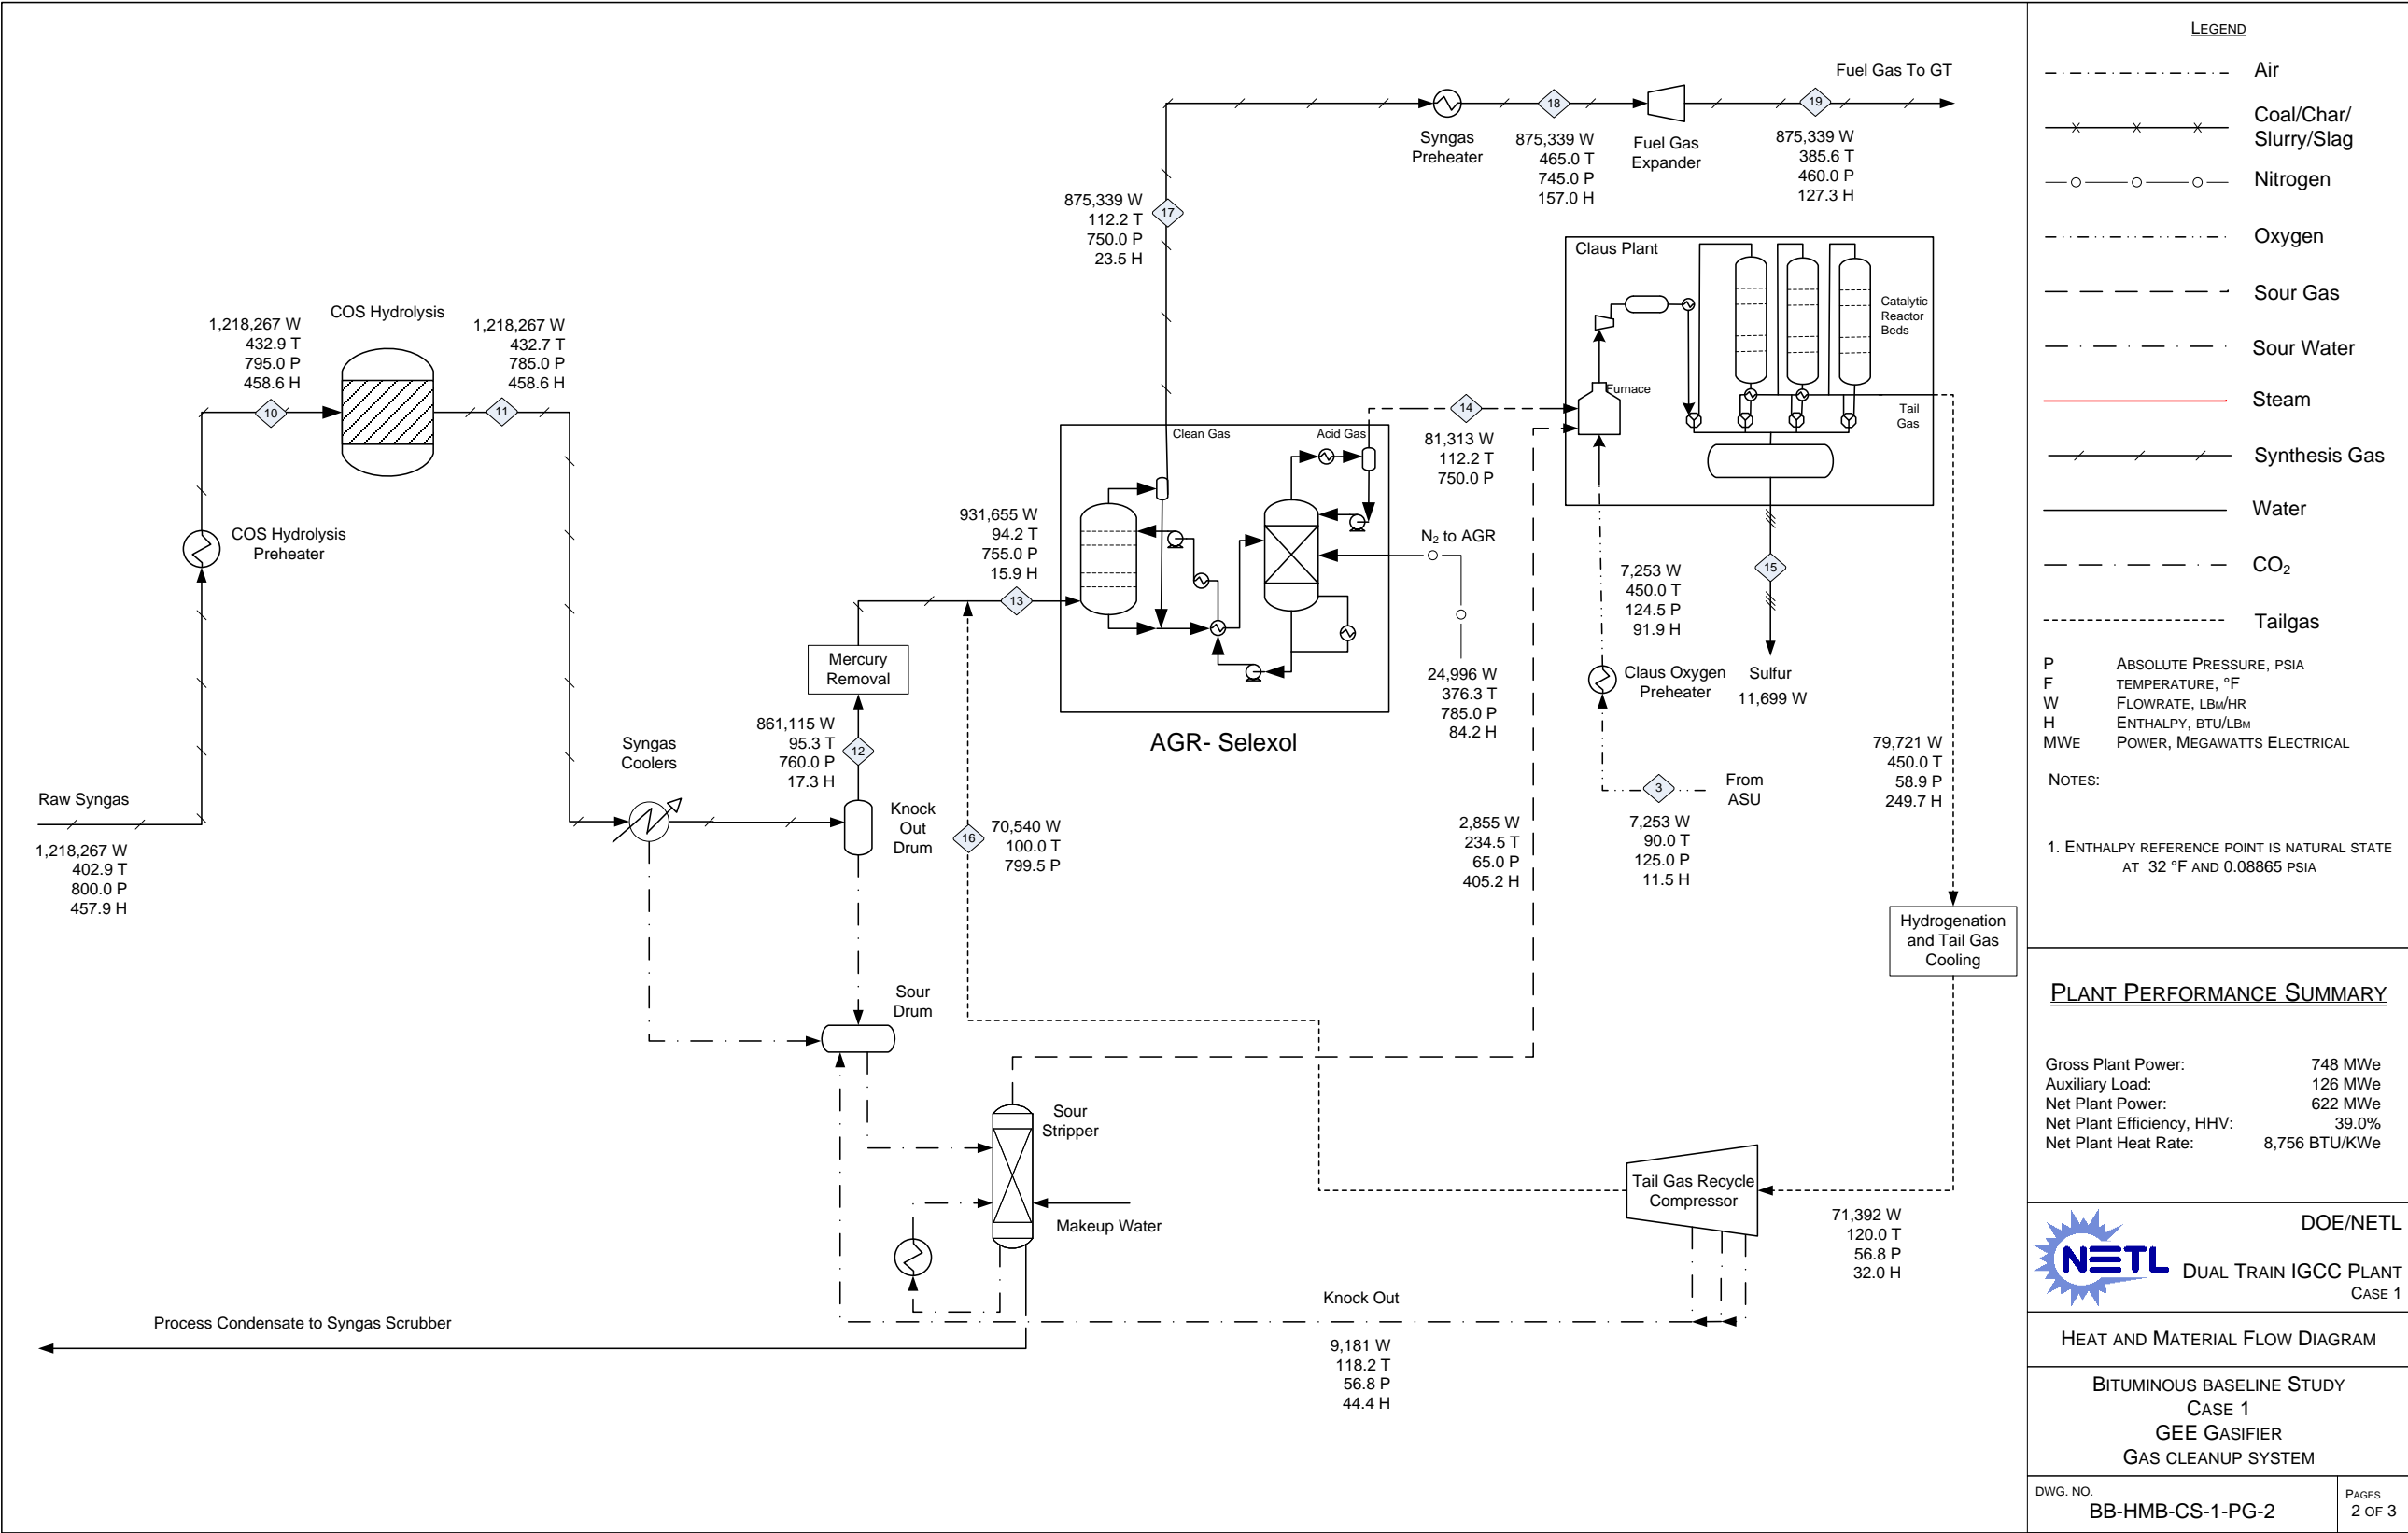 Fuel Gas To GT
18
19
Syngas
Preheater
875,339 W
465.0 T
745.0 P
157.0 H
Fuel Gas
Expander
875,339 W
385.6 T
460.0 P
127.3 H
875,339 W
112.2 T
750.0 P
23.5 H
17
COS Hydrolysis
1,218,267 W
432.9 T
795.0 P
458.6 H
10
1,218,267 W
432.7 T
785.0 P
458.6 H
11
COS Hydrolysis
Preheater
Raw Syngas
1,218,267 W
402.9 T
800.0 P
457.9 H
Syngas
Coolers
Mercury
Removal
861,115 W
95.3 T
760.0 P
17.3 H
12
Knock
Out
Drum
931,655 W
94.2 T
755.0 P
15.9 H
13
16
70,540 W
100.0 T
799.5 P
Clean Gas
Acid Gas
AGR- Selexol
14
81,313 W
112.2 T
750.0 P
N2 to AGR
24,996 W
376.3 T
785.0 P
84.2 H
Claus Plant
Furnace
Catalytic
Reactor
Beds
Tail
Gas
15
Sulfur
11,699 W
7,253 W
450.0 T
124.5 P
91.9 H
Claus Oxygen
Preheater
3
From
ASU
7,253 W
90.0 T
125.0 P
11.5 H
2,855 W
234.5 T
65.0 P
405.2 H
79,721 W
450.0 T
58.9 P
249.7 H
Hydrogenation
and Tail Gas
Cooling
Sour
Drum
Sour
Stripper
Makeup Water
Tail Gas Recycle
Compressor
71,392 W
120.0 T
56.8 P
32.0 H
Knock Out
9,181 W
118.2 T
56.8 P
44.4 H
Process Condensate to Syngas Scrubber
LEGEND
Air
Coal/Char/
Slurry/Slag
Nitrogen
Oxygen
Sour Gas
Sour Water
Steam
Synthesis Gas
Water
CO2
Tailgas
P ABSOLUTE PRESSURE, PSIA
F TEMPERATURE, °F
W FLOWRATE, LBM/HR
H ENTHALPY, BTU/LBM
MWE POWER, MEGAWATTS ELECTRICAL
NOTES:
1. ENTHALPY REFERENCE POINT IS NATURAL STATE
AT 32 °F AND 0.08865 PSIA
PLANT PERFORMANCE SUMMARY
Gross Plant Power: 748 MWe
Auxiliary Load: 126 MWe
Net Plant Power: 622 MWe
Net Plant Efficiency, HHV: 39.0%
Net Plant Heat Rate: 8,756 BTU/KWe
NETL
DOE/NETL
DUAL TRAIN IGCC PLANT
CASE 1
HEAT AND MATERIAL FLOW DIAGRAM
BITUMINOUS BASELINE STUDY
CASE 1
GEE GASIFIER
GAS CLEANUP SYSTEM
DWG. NO.
BB-HMB-CS-1-PG-2
PAGES
2 OF 3